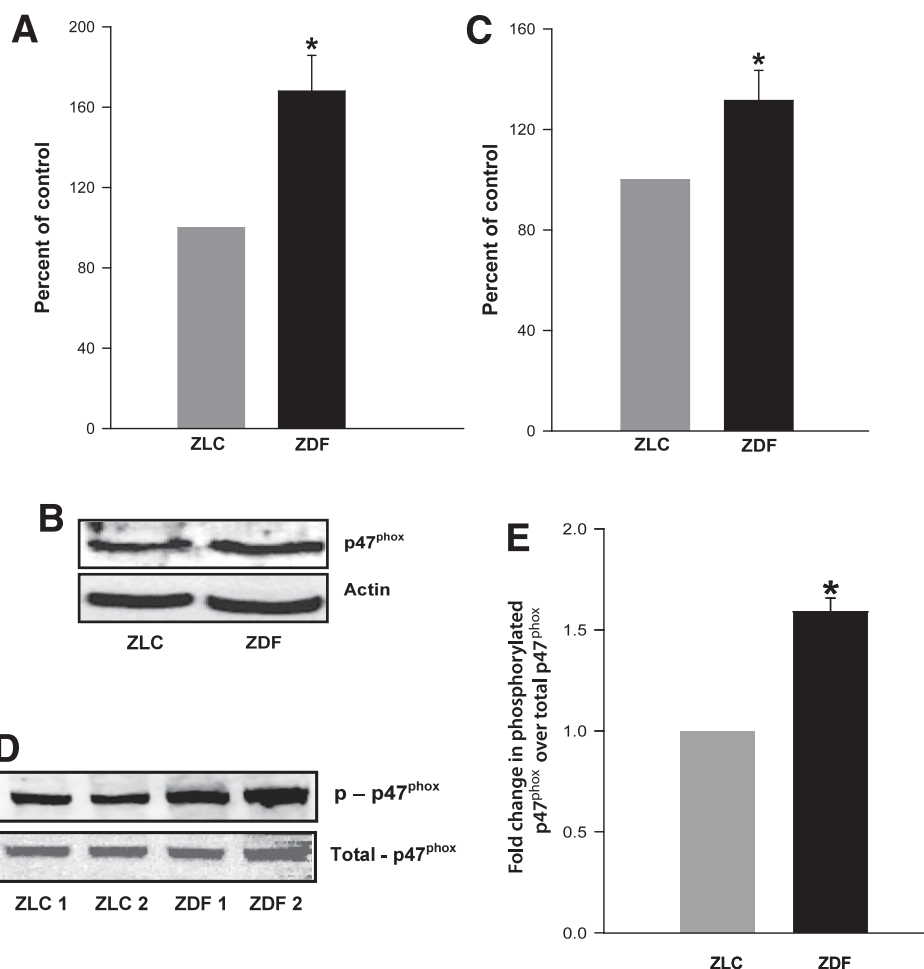 A
200
160
120
80
40
0
Percent of control
*
ZLC
ZDF
C
160
120
80
40
0
Percent of control
*
ZLC
ZDF
B
p47phox
Actin
ZLC
ZDF
D
p – p47phox
Total - p47phox
ZLC 1
ZLC 2
ZDF 1
ZDF 2
E
2.0
1.5
1.0
0.5
0.0
Fold change in phosphorylated
p47phox over total p47phox
*
ZLC
ZDF